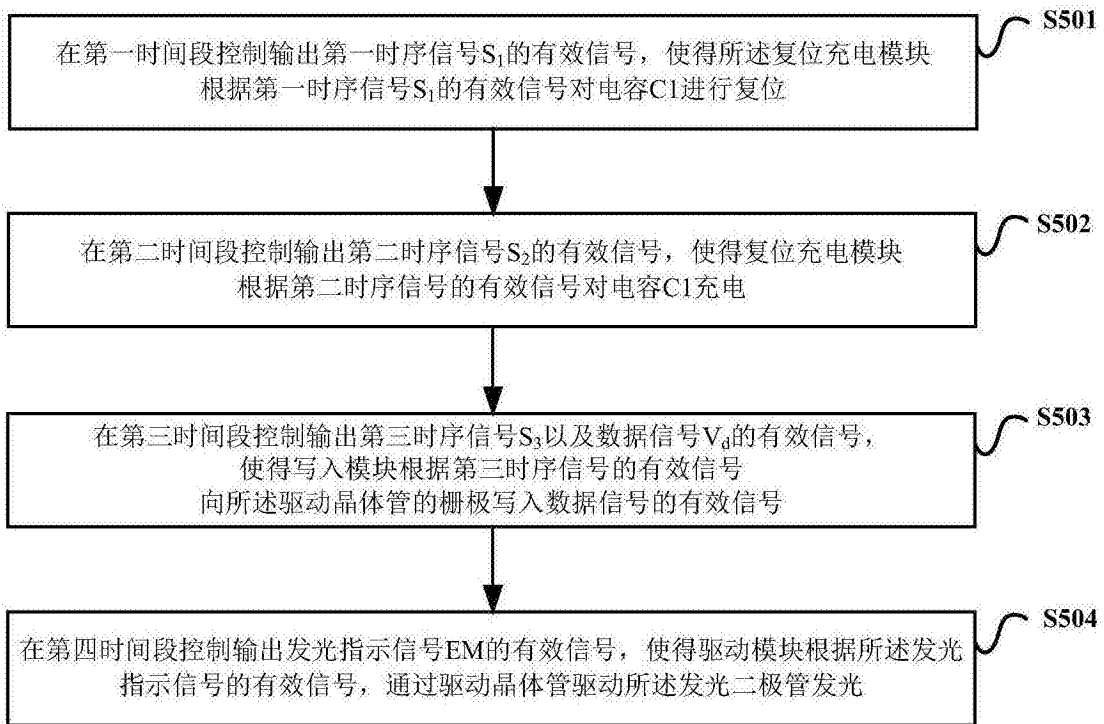 S501
在第一时间段控制输出第一时序信号S₁的有效信号，使得所述复位充电模块
根据第一时序信号S₁的有效信号对电容C1进行复位
S502
在第二时间段控制输出第二时序信号S₂的有效信号，使得复位充电模块
根据第二时序信号的有效信号对电容C1充电
S503
在第三时间段控制输出第三时序信号S₃以及数据信号V_d的有效信号，
使得写入模块根据第三时序信号的有效信号
向所述驱动晶体管的栅极写入数据信号的有效信号
S504
在第四时间段控制输出发光指示信号EM的有效信号，使得驱动模块根据所述发光
指示信号的有效信号，通过驱动晶体管驱动所述发光二极管发光